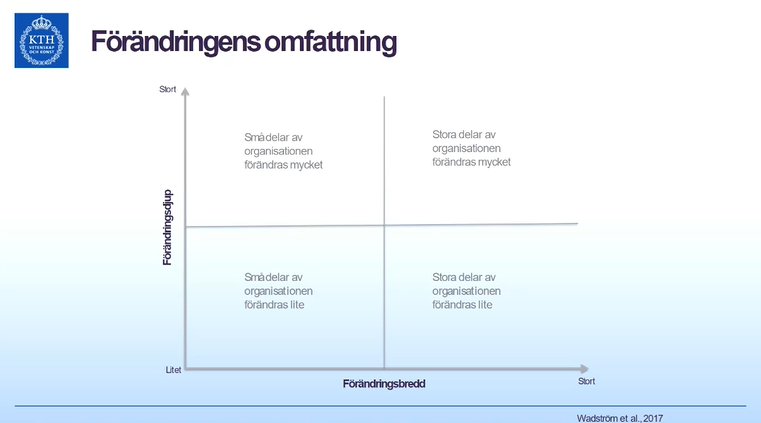 KTH
VETENSKAP
OCH KONST
Förändringens omfattning
Stort
Små delar av
organisationen
förändras mycket
Stora delar av
organisationen
förändras mycket
Förändringsdjup
Små delar av
organisationen
förändras lite
Stora delar av
organisationen
förändras lite
Litet
Förändringsbredd
Stort
Wadström et al., 2017